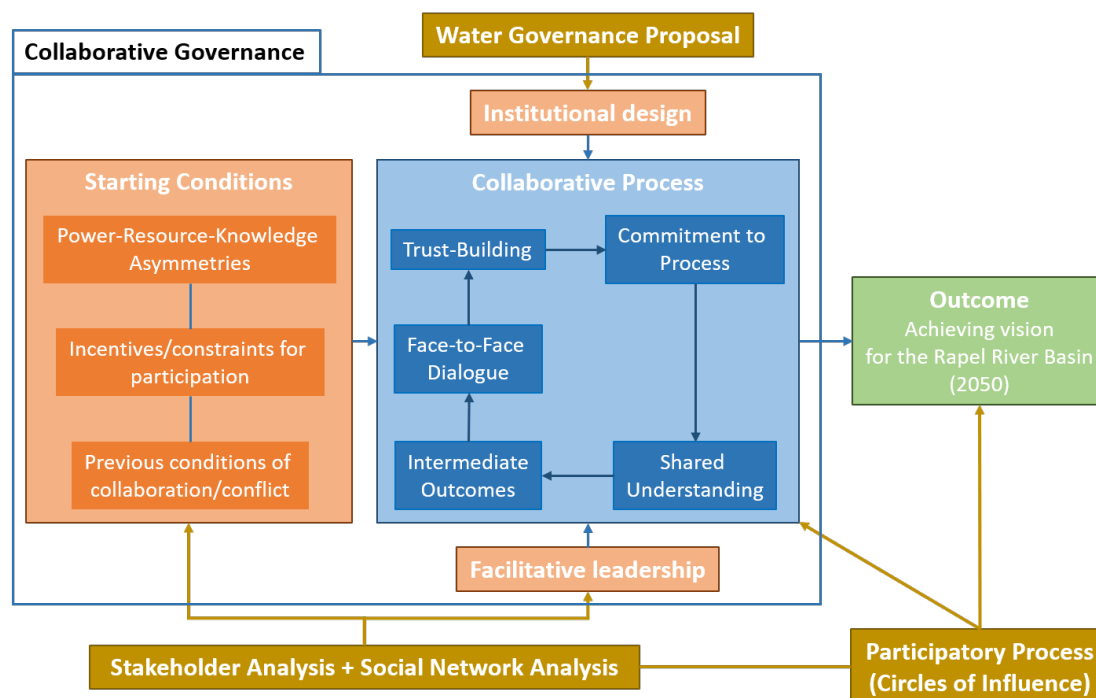 Water Governance Proposal
Collaborative Governance
Institutional design
Starting Conditions
Power-Resource-Knowledge
Asymmetries
Incentives/constraints for
participation
Previous conditions of
collaboration/conflict
Collaborative Process
Trust-Building
Commitment to
Process
Face-to-Face
Dialogue
Intermediate
Outcomes
Shared
Understanding
Outcome
Achieving vision
for the Rapel River Basin
(2050)
Facilitative leadership
Stakeholder Analysis + Social Network Analysis
Participatory Process
(Circles of Influence)